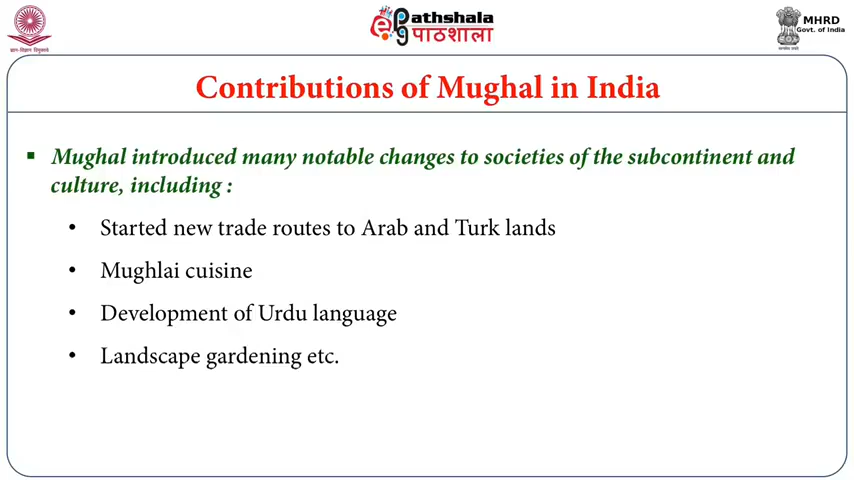 ePathshala
पाठशाला
MHRD
Govt. of India
Contributions of Mughal in India
Mughal introduced many notable changes to societies of the subcontinent and
culture, including :
Started new trade routes to Arab and Turk lands
Mughlai cuisine
Development of Urdu language
Landscape gardening etc.